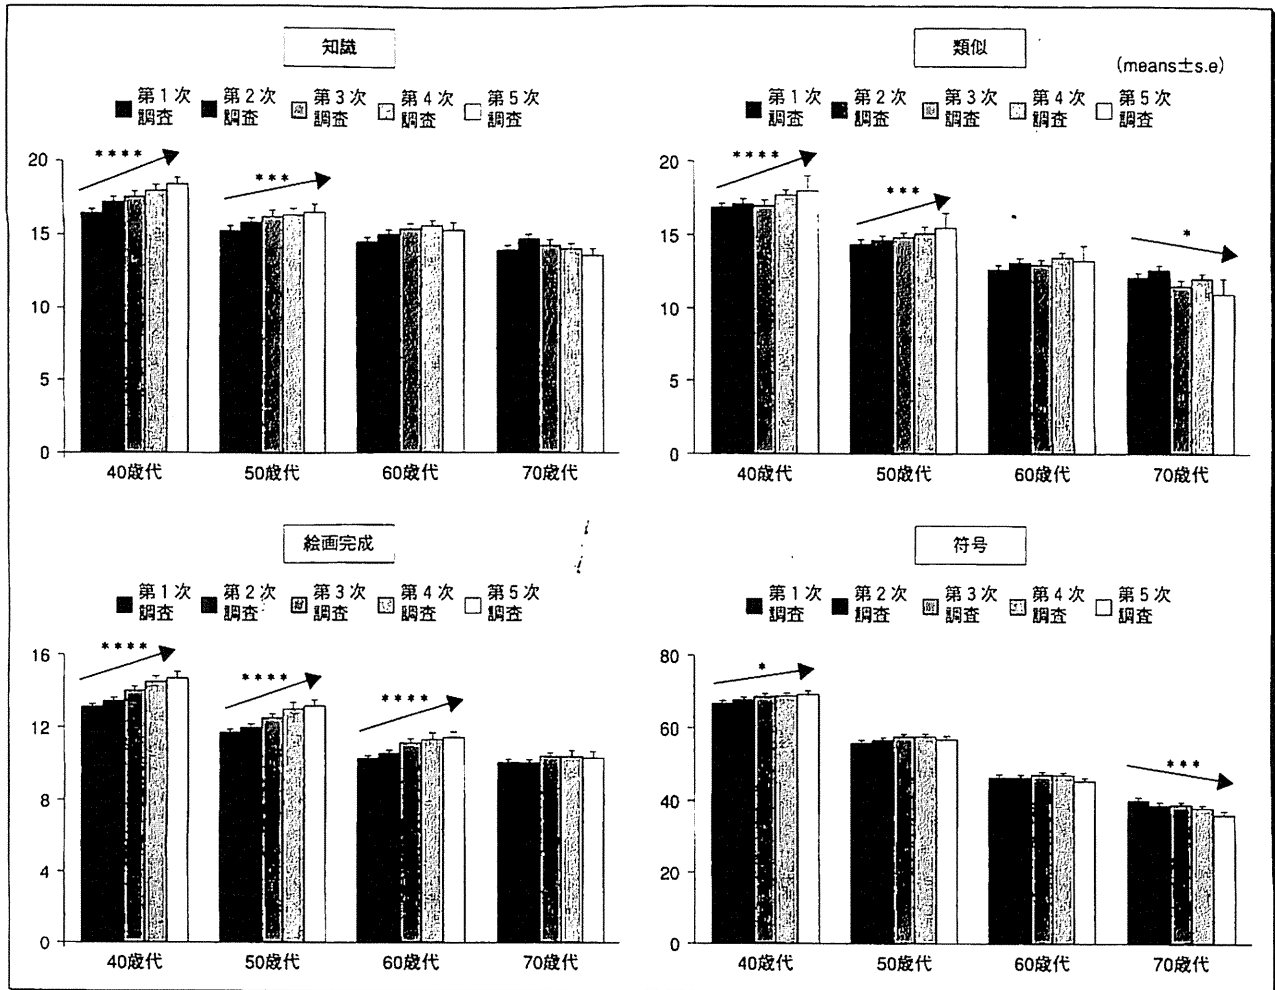 知識
第1次調査
第2次調査
第3次調査
第4次調査
第5次調査
20
15
10
5
0
****
***
40歳代
50歳代
60歳代
70歳代
類似
(means±s.e)
第1次調査
第2次調査
第3次調査
第4次調査
第5次調査
20
15
10
5
0
****
***
*
40歳代
50歳代
60歳代
70歳代
絵画完成
第1次調査
第2次調査
第3次調査
第4次調査
第5次調査
16
12
8
4
0
****
****
****
40歳代
50歳代
60歳代
70歳代
符号
第1次調査
第2次調査
第3次調査
第4次調査
第5次調査
80
60
40
20
0
*
***
40歳代
50歳代
60歳代
70歳代